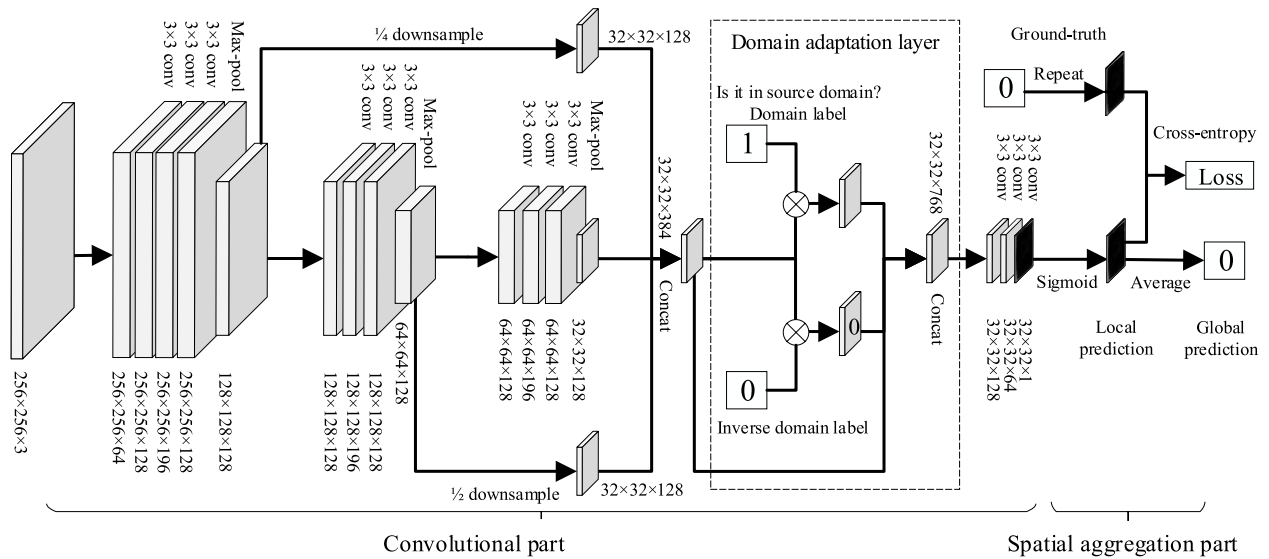 3×3 conv
3×3 conv
3×3 conv
Max-pool
¼ downsample
32×32×128
3×3 conv
3×3 conv
3×3 conv
Max-pool
3×3 conv
3×3 conv
3×3 conv
Max-pool
32×32×384
Concat
Domain adaptation layer
Is it in source domain?
Domain label
1
0
0
Inverse domain label
32×32×768
Concat
3×3 conv
3×3 conv
3×3 conv
Ground-truth
0
Repeat
Cross-entropy
Loss
Sigmoid
Average
0
Local
prediction
Global
prediction
256×256×3
256×256×64
256×256×128
256×256×196
256×256×128
128×128×128
128×128×128
128×128×196
128×128×128
64×64×128
64×64×128
64×64×196
64×64×128
32×32×128
32×32×128
32×32×64
32×32×1
½ downsample
32×32×128
Convolutional part
Spatial aggregation part